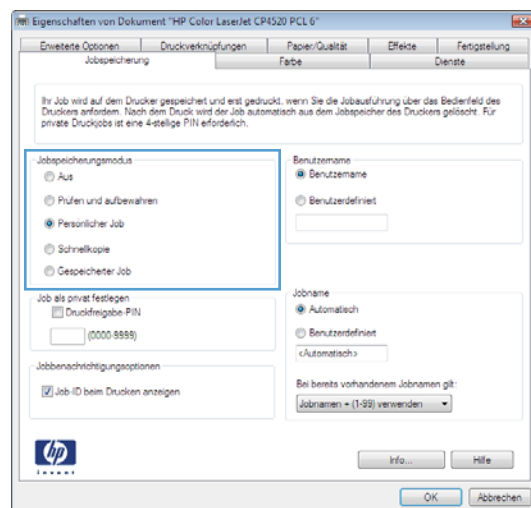 Eigenschaften von Dokument "HP Color LaserJet CP4520 PCL 6"
Erweiterte Optionen Druckverknüpfungen Papier/Qualität Effekte Fertigstellung
Jobspeicherung Farbe Dienste
Ihr Job wird auf dem Drucker gespeichert und erst gedruckt, wenn Sie die Jobausführung über das Bedienfeld des
Druckers anfordern. Nach dem Druck wird der Job automatisch aus dem Jobspeicher des Druckers gelöscht. Für
private Druckjobs ist eine 4-stellige PIN erforderlich.
Jobspeicherungsmodus
Aus
Prüfen und aufbewahren
Persönlicher Job
Schnellkopie
Gespeicherter Job
Benutzername
Benutzername
Benutzerdefiniert
Job als privat festlegen
Druckfreigabe-PIN
(0000-9999)
Jobname
Automatisch
Benutzerdefiniert
<Automatisch>
Jobbenachrichtigungsoptionen
Job-ID beim Drucken anzeigen
Bei bereits vorhandenem Jobnamen gilt:
Jobnamen + (1-99) verwenden
hp
invent
Info... Hilfe
OK Abbrechen